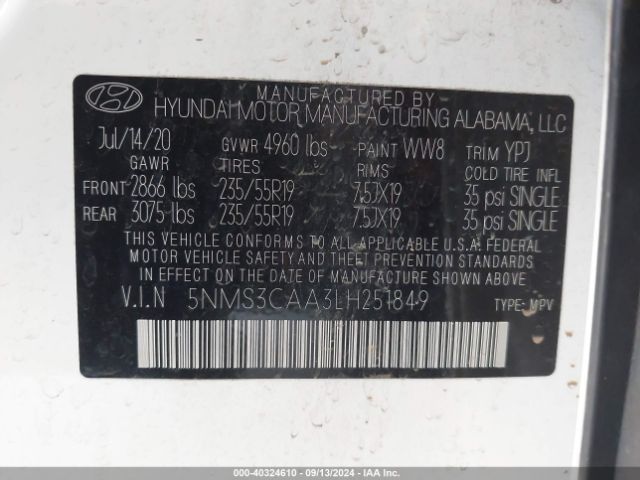 MANUFACTURED BY
HYUNDAI MOTOR MANUFACTURING ALABAMA, LLC
Jul/14/20 GVWR 4960 lbs PAINT WW8 TRIM YPJ
GAWR TIRES RIMS COLD TIRE INFL
FRONT 2866 lbs 235/55R19 7.5JX19 35 psi SINGLE
REAR 3075 lbs 235/55R19 7.5JX19 35 psi SINGLE
THIS VEHICLE CONFORMS TO ALL APPLICABLE U.S.A. FEDERAL
MOTOR VEHICLE SAFETY AND THEFT PREVENTION STANDARDS
IN EFFECT ON THE DATE OF MANUFACTURE SHOWN ABOVE.
V.I.N 5NMS3CAA3LH251849 TYPE: MPV
000-40324610 - 09/13/2024 - IAA Inc.